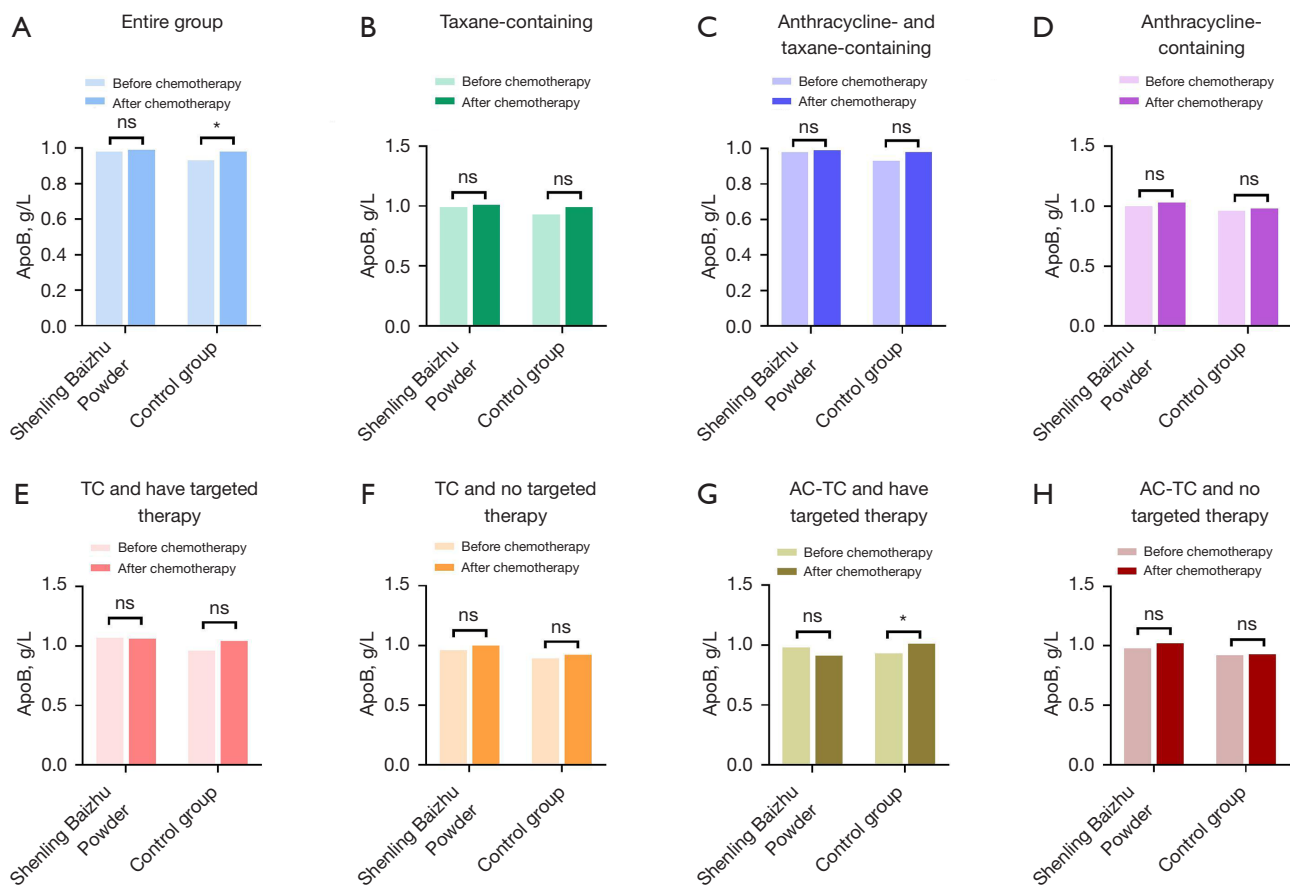 A
Entire group
Before chemotherapy
After chemotherapy
ns
*
1.0
0.8
0.6
0.4
0.2
0.0
ApoB, g/L
Shenling Baizhu
Powder
Control group
B
Taxane-containing
Before chemotherapy
After chemotherapy
ns
ns
1.5
1.0
0.5
0.0
ApoB, g/L
Shenling Baizhu
Powder
Control group
C
Anthracycline- and
taxane-containing
Before chemotherapy
After chemotherapy
ns
ns
1.0
0.8
0.6
0.4
0.2
0.0
ApoB, g/L
Shenling Baizhu
Powder
Control group
D
Anthracycline-
containing
Before chemotherapy
After chemotherapy
ns
ns
1.5
1.0
0.5
0.0
ApoB, g/L
Shenling Baizhu
Powder
Control group
E
TC and have targeted
therapy
Before chemotherapy
After chemotherapy
ns
ns
1.5
1.0
0.5
0.0
ApoB, g/L
Shenling Baizhu
Powder
Control group
F
TC and no targeted
therapy
Before chemotherapy
After chemotherapy
ns
ns
1.5
1.0
0.5
0.0
ApoB, g/L
Shenling Baizhu
Powder
Control group
G
AC-TC and have
targeted therapy
Before chemotherapy
After chemotherapy
ns
*
1.5
1.0
0.5
0.0
ApoB, g/L
Shenling Baizhu
Powder
Control group
H
AC-TC and no
targeted therapy
Before chemotherapy
After chemotherapy
ns
ns
1.5
1.0
0.5
0.0
ApoB, g/L
Shenling Baizhu
Powder
Control group